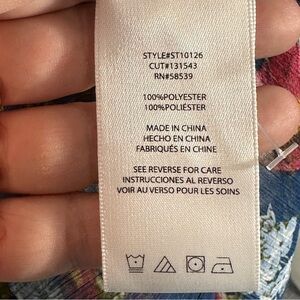 STYLE#ST10126
CUT#131543
RN#58539
100%POLYESTER
100%POLIÉSTER
MADE IN CHINA
HECHO EN CHINA
FABRIQUÉS EN CHINE
SEE REVERSE FOR CARE
INSTRUCCIONES AL REVERSO
VOIR AU VERSO POUR LES SOINS